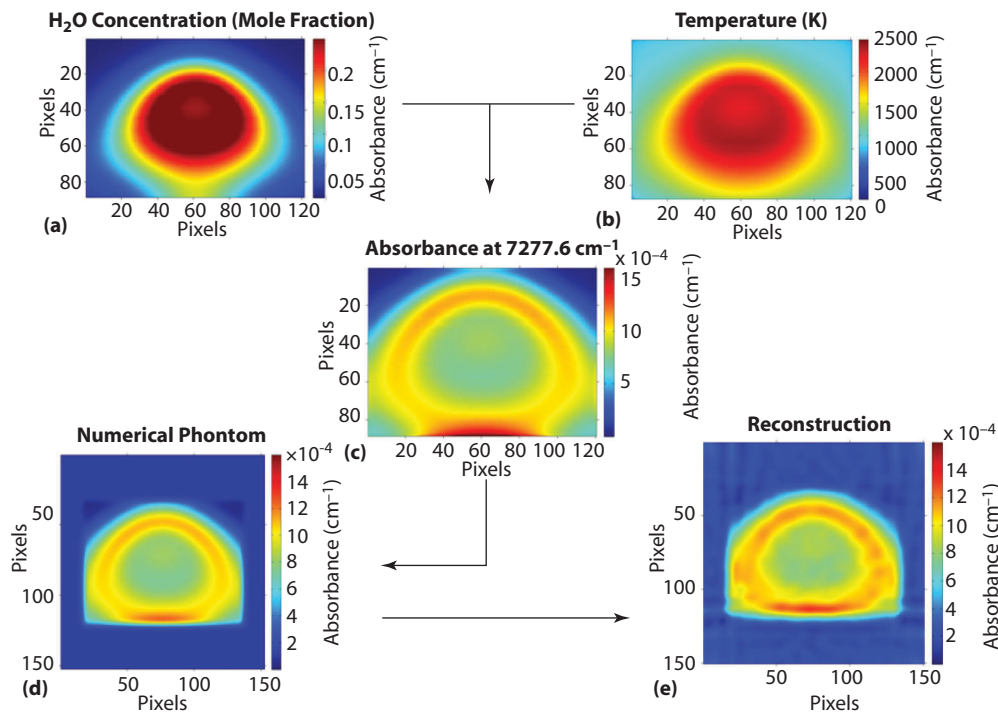 H₂O Concentration (Mole Fraction)
20
40
60
80
Pixels
20 40 60 80 100 120
Pixels
0.2
0.15
0.1
0.05
Absorbance (cm⁻¹)
(a)
Temperature (K)
20
40
60
80
Pixels
20 40 60 80 100 120
Pixels
2500
2000
1500
1000
500
0
Absorbance (cm⁻¹)
(b)
Absorbance at 7277.6 cm⁻¹
20
40
60
80
Pixels
20 40 60 80 100 120
Pixels
x 10⁻⁴
15
10
5
Absorbance (cm⁻¹)
(c)
Numerical Phontom
50
100
150
Pixels
50 100 150
Pixels
×10⁻⁴
14
12
10
8
6
4
2
Absorbance (cm⁻¹)
(d)
Reconstruction
50
100
150
Pixels
50 100 150
Pixels
x 10⁻⁴
14
12
10
8
6
4
2
Absorbance (cm⁻¹)
(e)